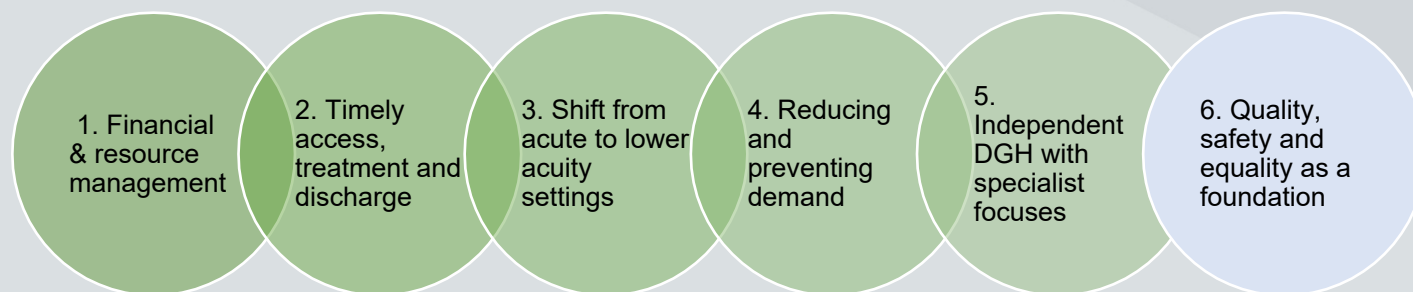 1. Financial
& resource
management
2. Timely
access,
treatment and
discharge
3. Shift from
acute to lower
acuity
settings
4. Reducing
and
preventing
demand
5.
Independent
DGH with
specialist
focuses
6. Quality,
safety and
equality as a
foundation